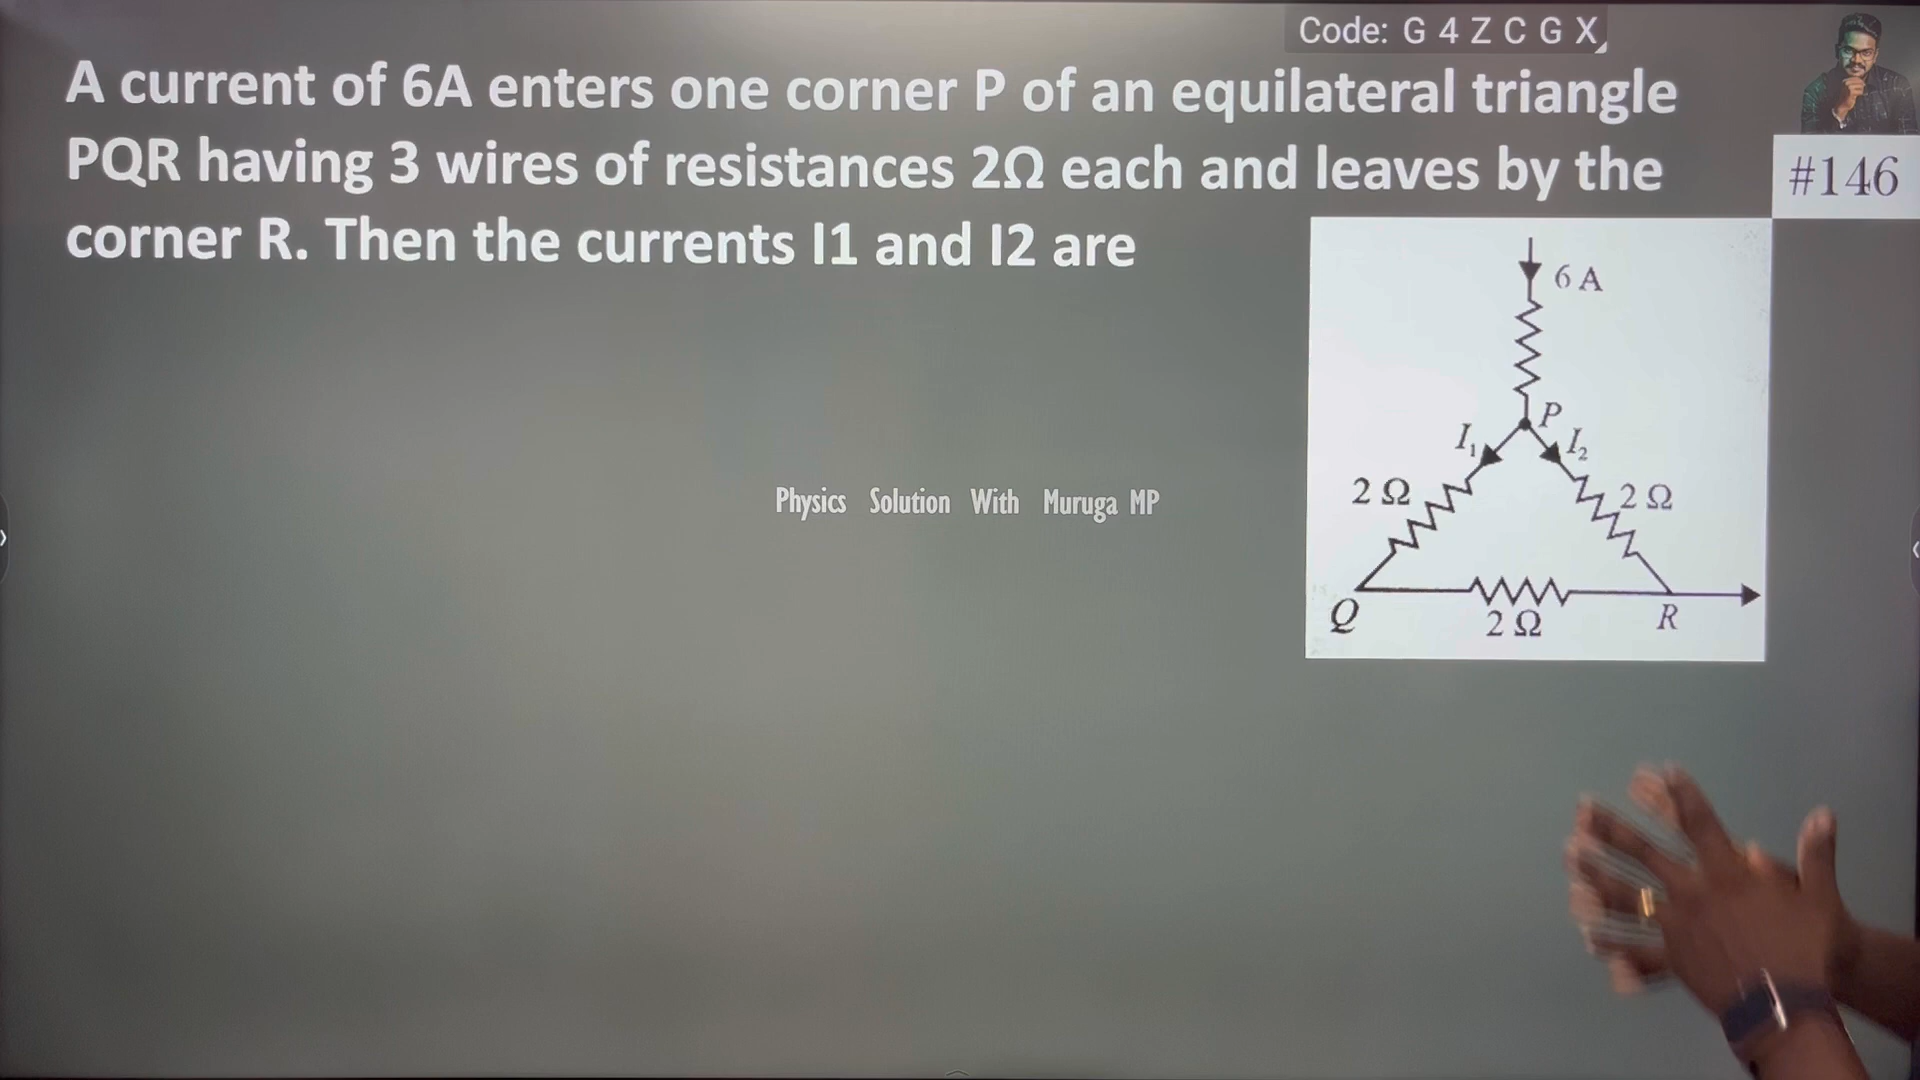 Code: G 4 Z C G X
A current of 6A enters one corner P of an equilateral triangle
PQR having 3 wires of resistances 2Ω each and leaves by the
corner R. Then the currents I1 and I2 are
#146
6 A
P
I₁
I₂
2 Ω
2 Ω
Physics Solution With Muruga MP
Q
2 Ω
R